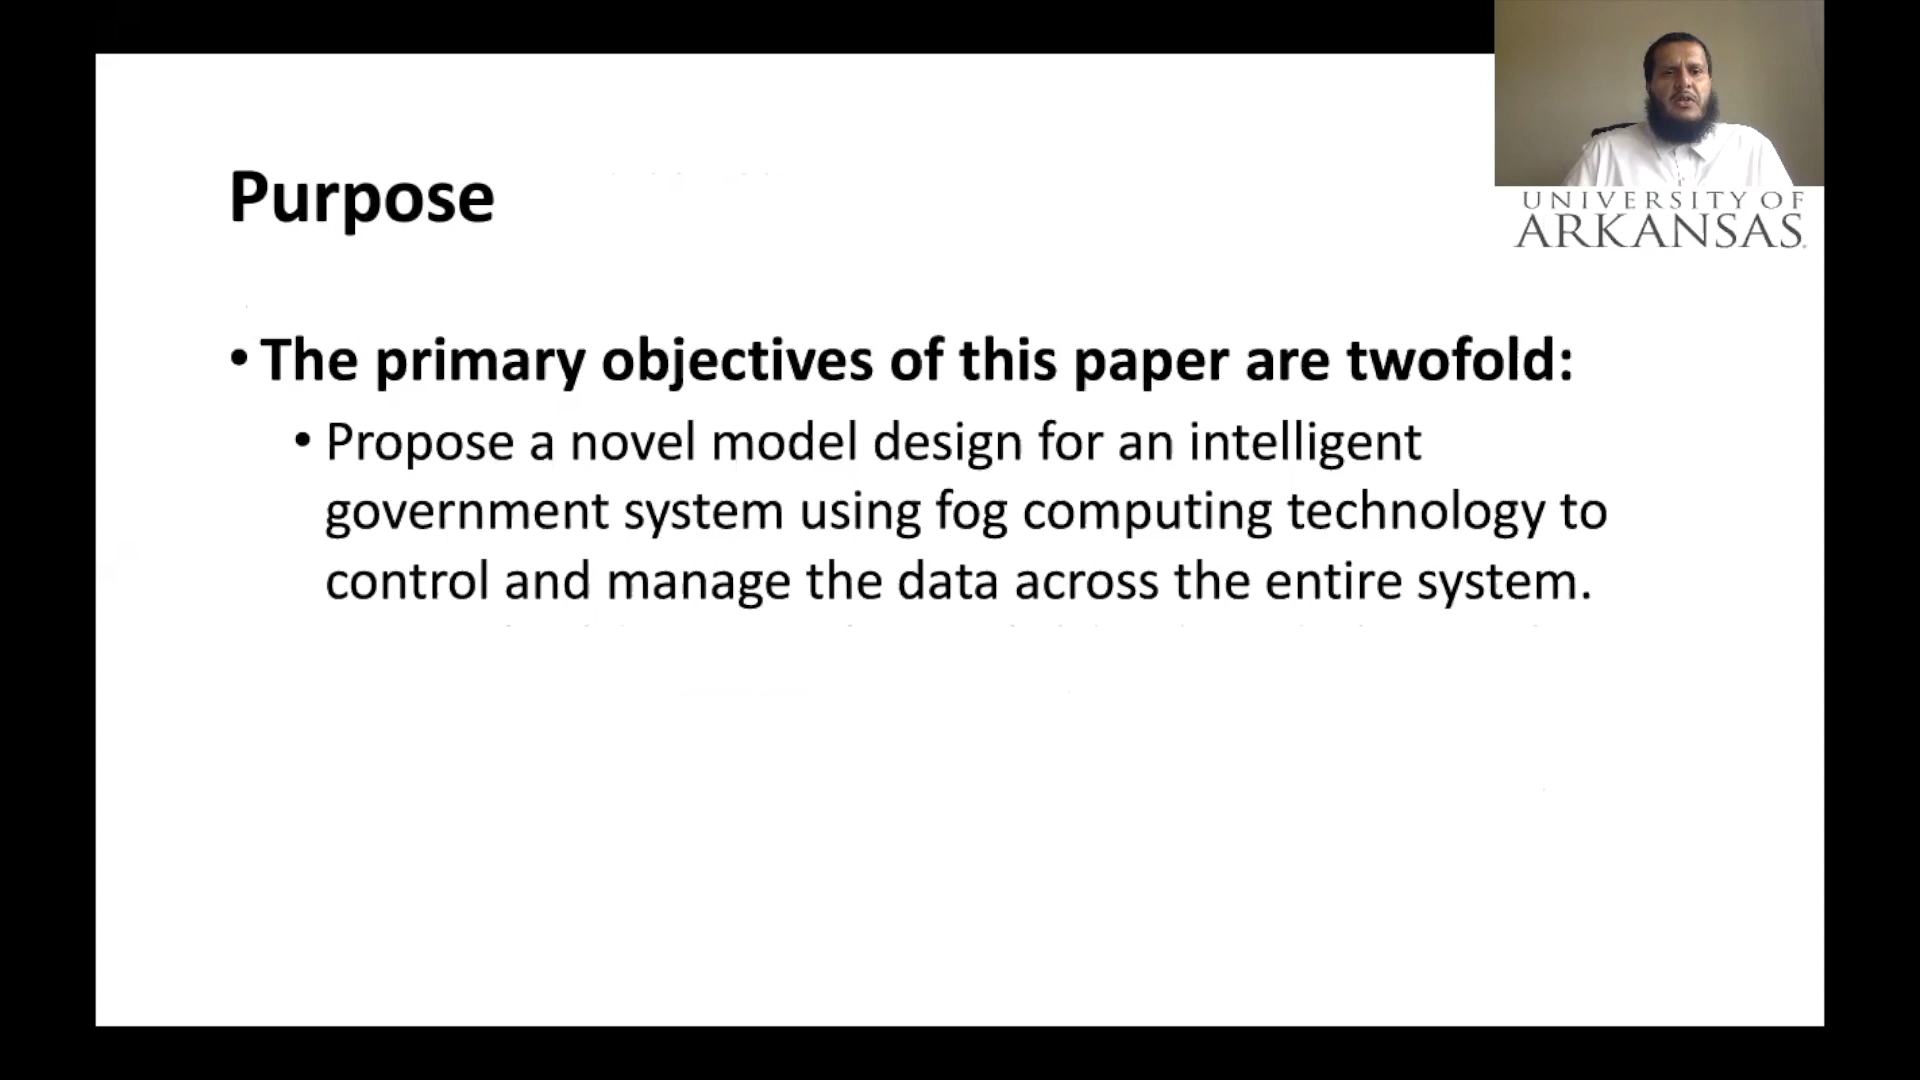 UNIVERSITY OF
ARKANSAS.
Purpose
• The primary objectives of this paper are twofold:
• Propose a novel model design for an intelligent
government system using fog computing technology to
control and manage the data across the entire system.